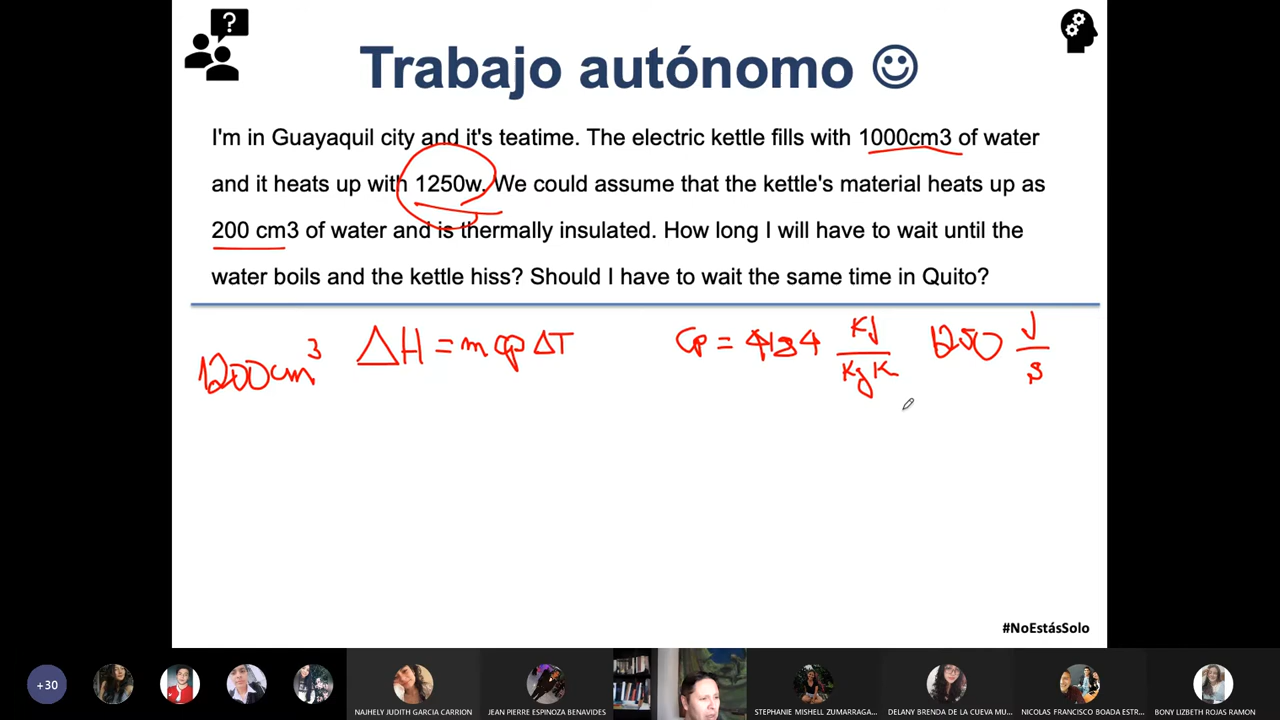 ?
Trabajo autónomo
I'm in Guayaquil city and it's teatime. The electric kettle fills with 1000cm3 of water
and it heats up with 1250w. We could assume that the kettle's material heats up as
200 cm3 of water and is thermally insulated. How long I will have to wait until the
water boils and the kettle hiss? Should I have to wait the same time in Quito?
1200cm³ ΔH = m cp ΔT Cp = 4184 KJ/Kg K 1250 J/s
#NoEstásSolo
+30
NAJHELY JUDITH GARCIA CARRION
JEAN PIERRE ESPINOZA BENAVIDES
STEPHANIE MISHELL ZUMARRAGA...
DELANY BRENDA DE LA CUEVA MU...
NICOLAS FRANCISCO BOADA ESTR...
BONY LIZBETH ROJAS RAMON